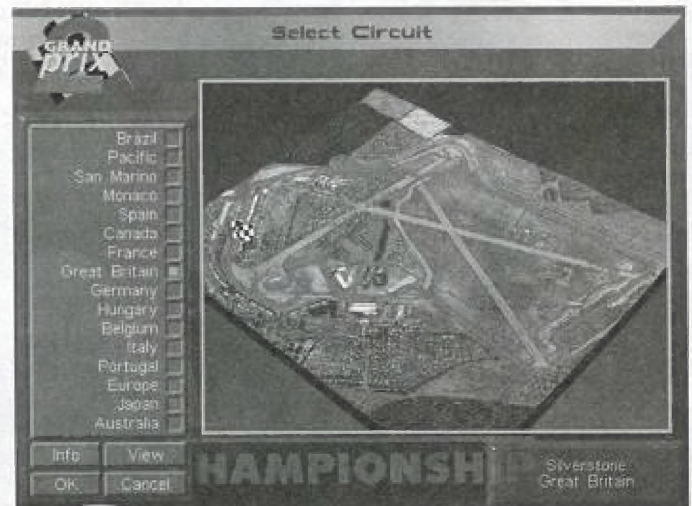 Select Circuit
GRAND
prix
Brazil
Pacific
San Marino
Monaco
Spain
Canada
France
Great Britain
Germany
Hungary
Belgium
Italy
Portugal
Europe
Japan
Australia
Info
View
OK
Cancel
HAMPIONSHIP
Silverstone
Great Britain